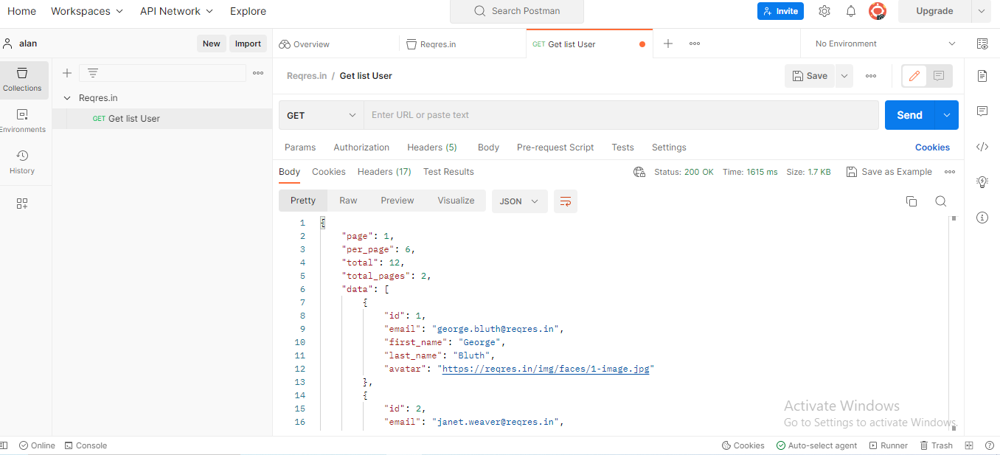 Home Workspaces API Network Explore Search Postman Invite Upgrade
alan New Import Overview Reqres.in GET Get list User No Environment
Reqres.in / Get list User Save
Collections
Reqres.in
GET Get list User
GET Enter URL or paste text Send
Environments
Params Authorization Headers (5) Body Pre-request Script Tests Settings Cookies
History
Body Cookies Headers (17) Test Results Status: 200 OK Time: 1615 ms Size: 1.7 KB Save as Example
Pretty Raw Preview Visualize JSON
1 {
2 "page": 1,
3 "per_page": 6,
4 "total": 12,
5 "total_pages": 2,
6 "data": [
7 {
8 "id": 1,
9 "email": "george.bluth@reqres.in",
10 "first_name": "George",
11 "last_name": "Bluth",
12 "avatar": "https://reqres.in/img/faces/1-image.jpg"
13 },
14 {
15 "id": 2,
16 "email": "janet.weaver@reqres.in",
Activate Windows
Go to Settings to activate Windows.
Online Console Cookies Auto-select agent Runner Trash